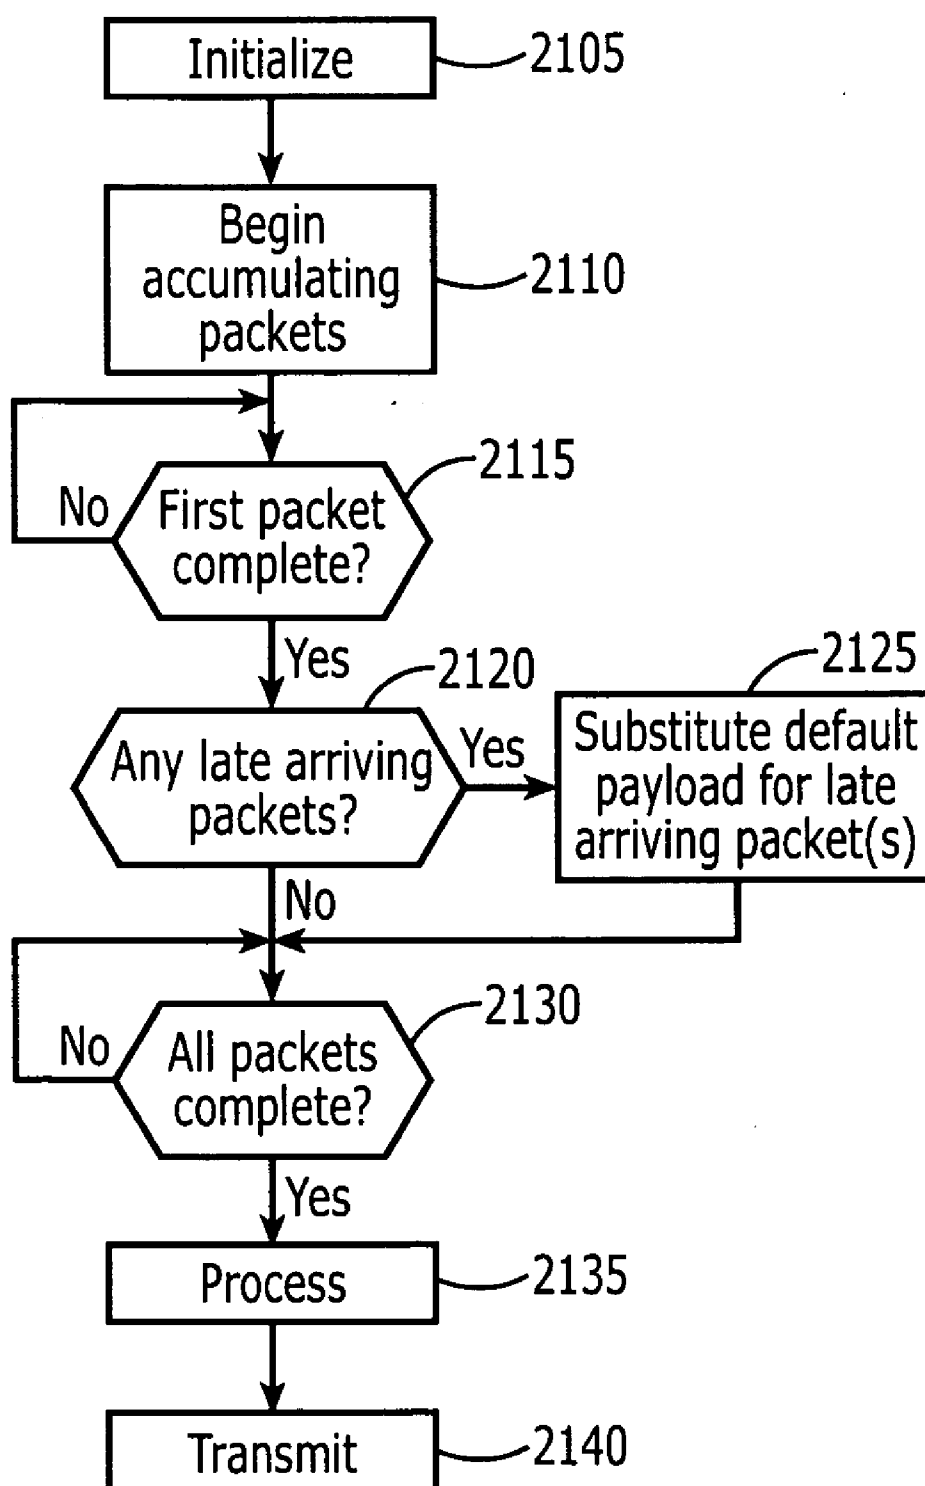 Initialize
2105
Begin
accumulating
packets
2110
2115
No
First packet
complete?
Yes
2120
2125
Any late arriving
packets?
Yes
Substitute default
payload for late
arriving packet(s)
No
2130
No
All packets
complete?
Yes
Process
2135
Transmit
2140